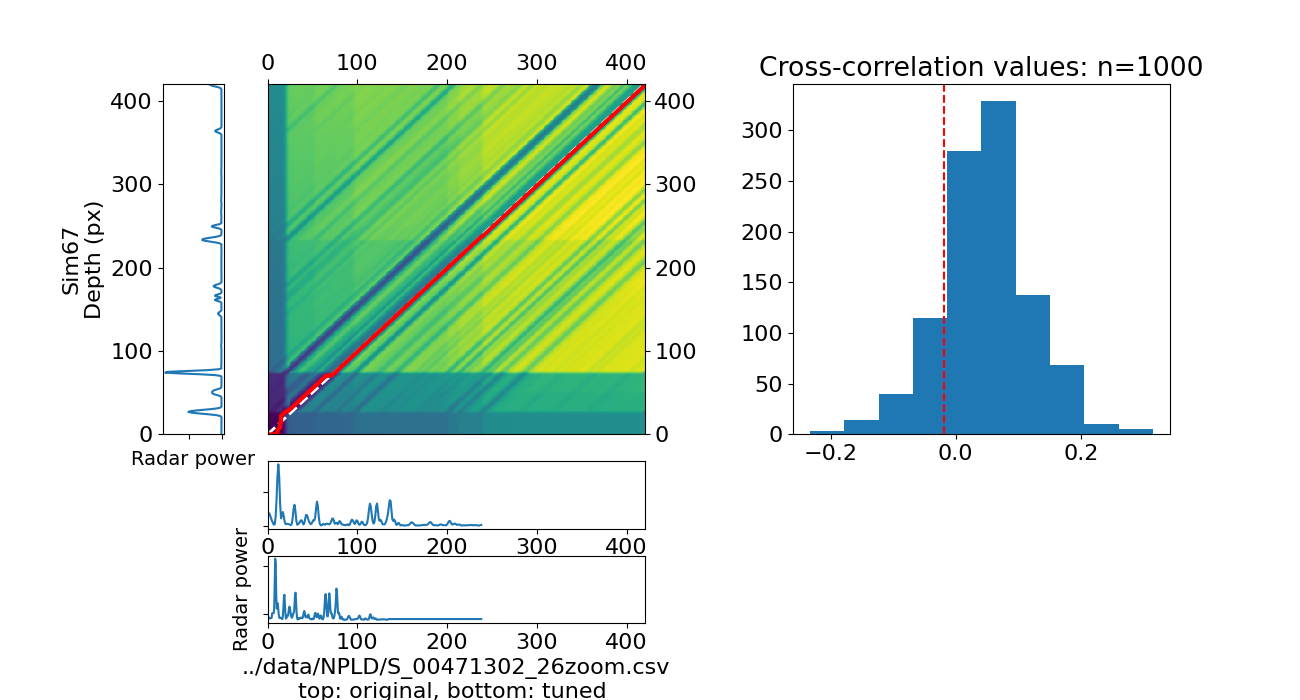 0 100 200 300 400
Cross-correlation values: n=1000
400
300
200
100
0
Sim67
Depth (px)
Radar power
400
300
200
100
0
300
250
200
150
100
50
0
−0.2 0.0 0.2
0 100 200 300 400
Radar power
0 100 200 300 400
../data/NPLD/S_00471302_26zoom.csv
top: original, bottom: tuned